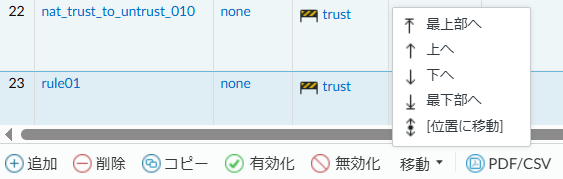 22 nat_trust_to_untrust_010 none trust
最上部へ
上へ
下へ
最下部へ
[位置に移動]
23 rule01 none trust
追加 削除 コピー 有効化 無効化 移動 PDF/CSV